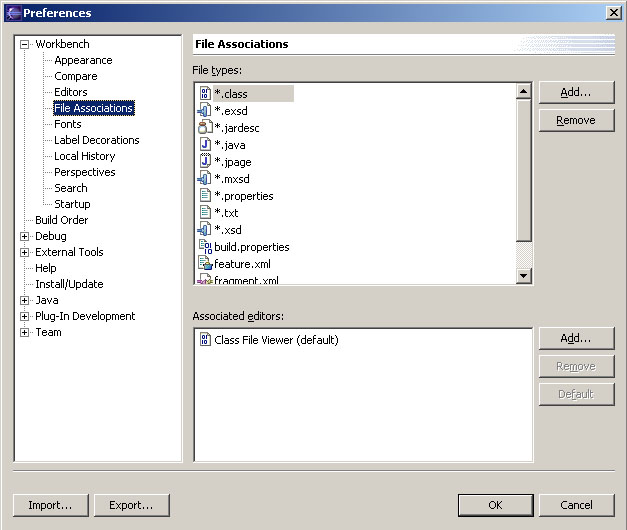 Preferences
Workbench
Appearance
Compare
Editors
File Associations
Fonts
Label Decorations
Local History
Perspectives
Search
Startup
Build Order
Debug
External Tools
Help
Install/Update
Java
Plug-In Development
Team
File Associations
File types:
*.class
*.exsd
*.jardesc
*.java
*.jpage
*.mxsd
*.properties
*.txt
*.xsd
build.properties
feature.xml
fragment.xml
Add...
Remove
Associated editors:
Class File Viewer (default)
Add...
Remove
Default
Import...
Export...
OK
Cancel